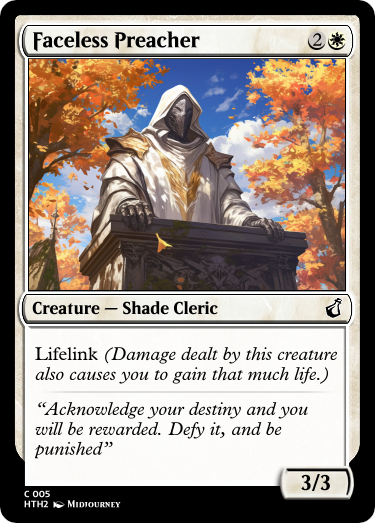 Faceless Preacher 2
Creature — Shade Cleric
Lifelink (Damage dealt by this creature
also causes you to gain that much life.)
“Acknowledge your destiny and you
will be rewarded. Defy it, and be
punished”
3/3
C 005
HTH2 Midjourney